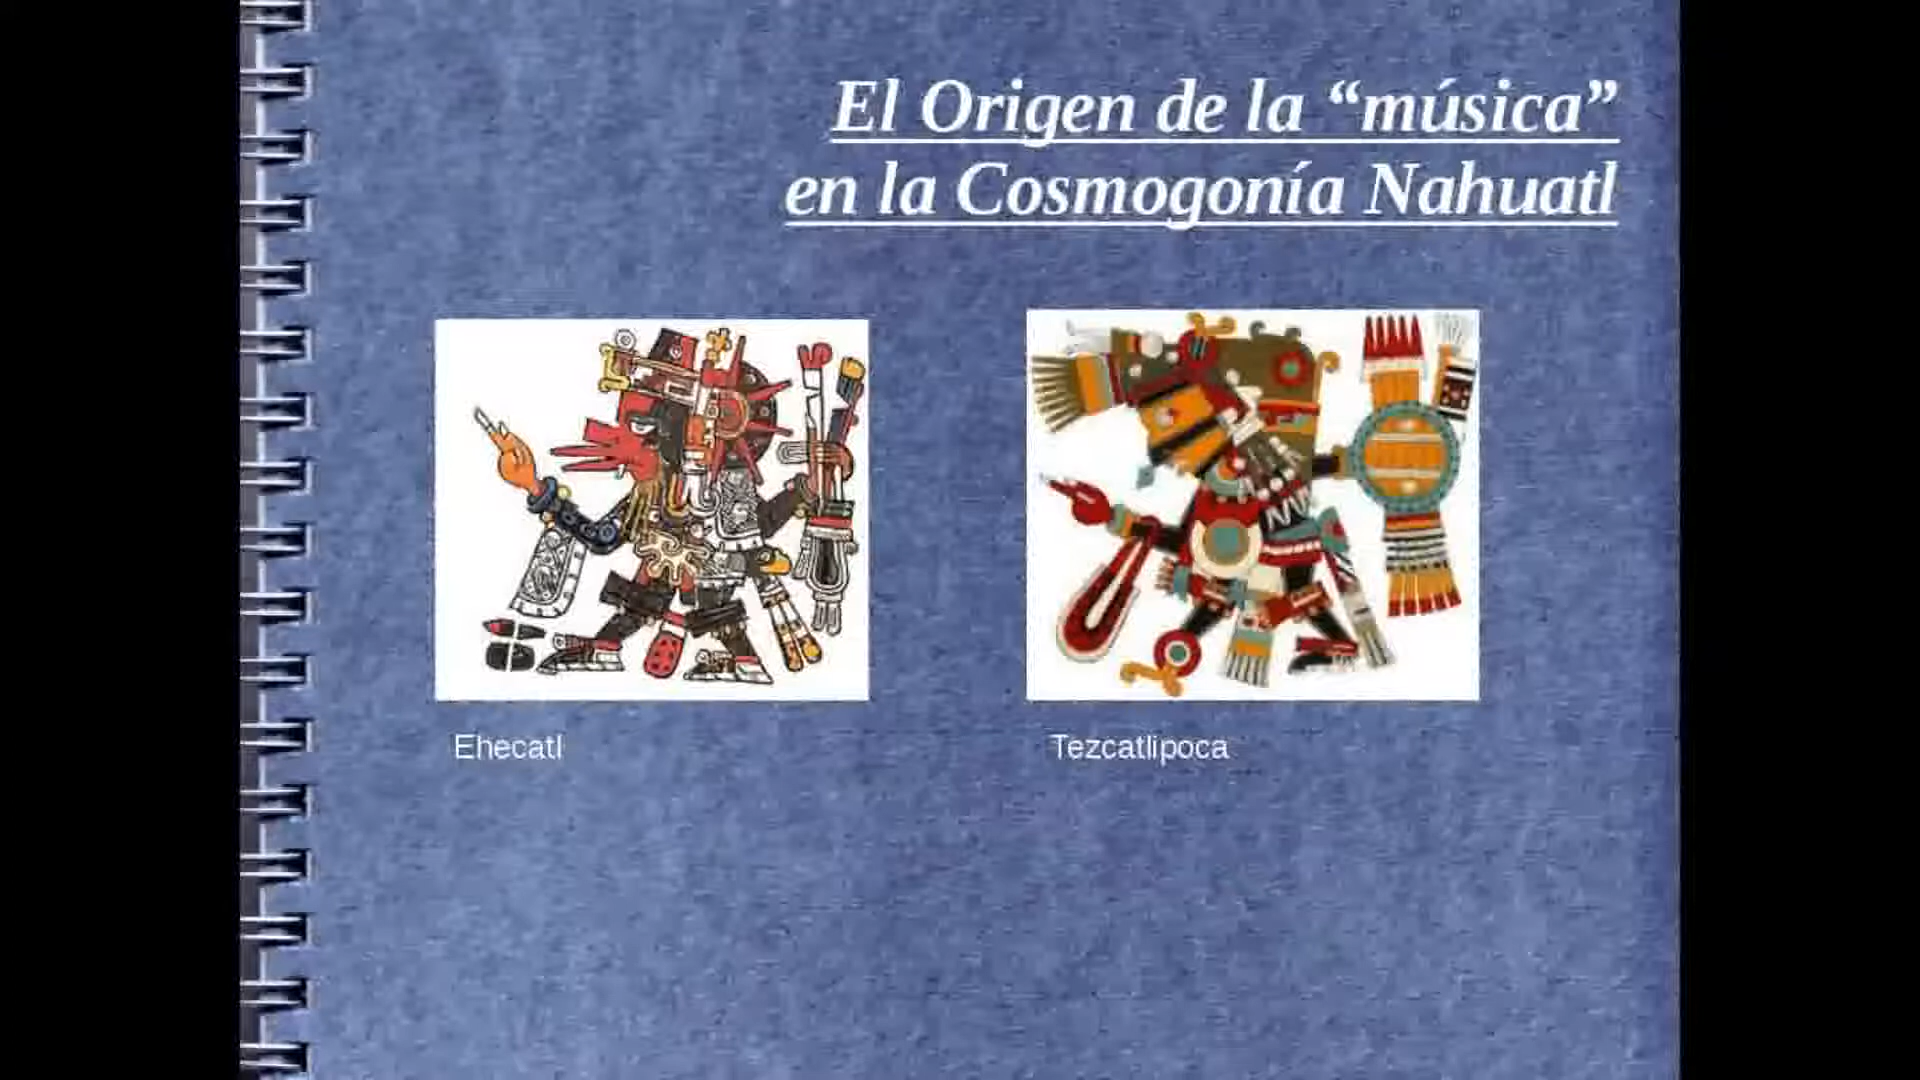 El Origen de la “música”
en la Cosmogonía Nahuatl
Ehecatl
Tezcatlipoca